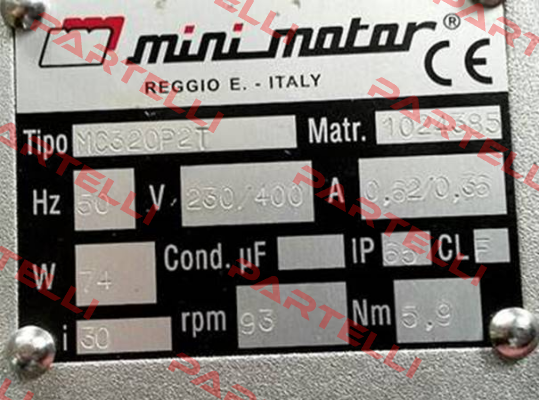 mini motor®
REGGIO E. - ITALY
CE
Tipo MC320P2T Matr. 1024385
Hz 50 V 230/400 A 0,62/0,36
W 74 Cond. µF IP 65 CL F
i 30 rpm 93 Nm 5,9
PARTELLI